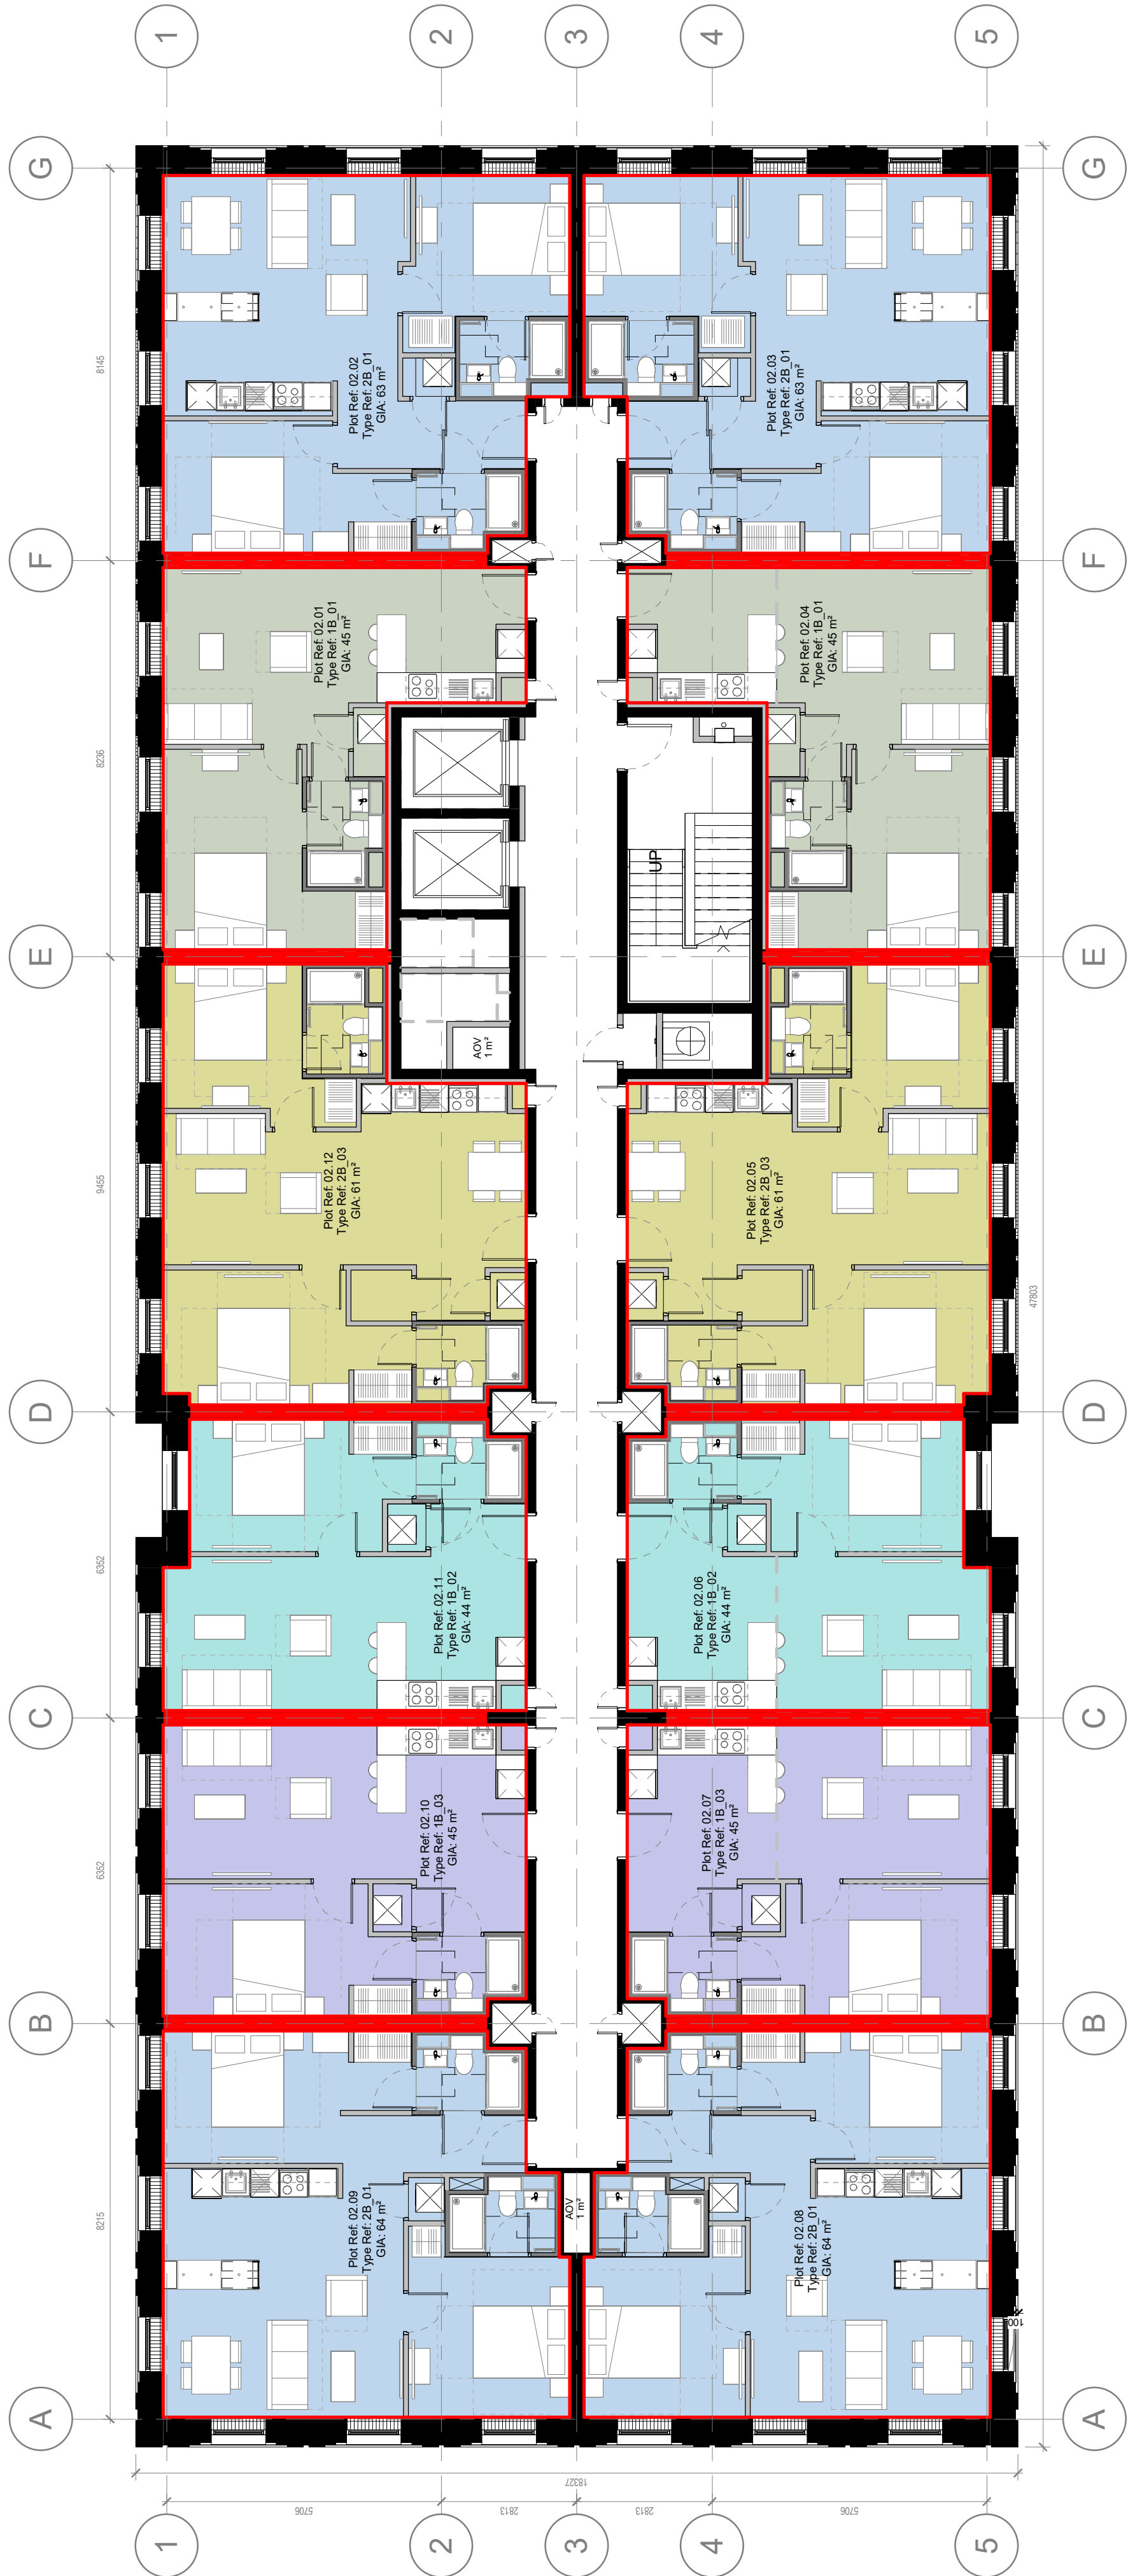 1
2
3
4
5
G
G
8145
Plot Ref: 02.02
Type Ref: 2B_01
GIA: 63 m²
Plot Ref: 02.03
Type Ref: 2B_01
GIA: 63 m²
F
F
Plot Ref: 02.01
Type Ref: 1B_01
GIA: 45 m²
Plot Ref: 02.04
Type Ref: 1B_01
GIA: 45 m²
8236
UP
E
E
AOV
1 m²
9455
Plot Ref: 02.12
Type Ref: 2B_03
GIA: 61 m²
Plot Ref: 02.05
Type Ref: 2B_03
GIA: 61 m²
47803
D
D
6352
Plot Ref: 02.11
Type Ref: 1B_02
GIA: 44 m²
Plot Ref: 02.06
Type Ref: 1B_02
GIA: 44 m²
C
C
6352
Plot Ref: 02.10
Type Ref: 1B_03
GIA: 45 m²
Plot Ref: 02.07
Type Ref: 1B_03
GIA: 45 m²
B
B
8215
Plot Ref: 02.09
Type Ref: 2B_01
GIA: 64 m²
AOV
1 m²
Plot Ref: 02.08
Type Ref: 2B_01
GIA: 64 m²
100
A
A
18327
5706
2813
2813
5706
1
2
3
4
5